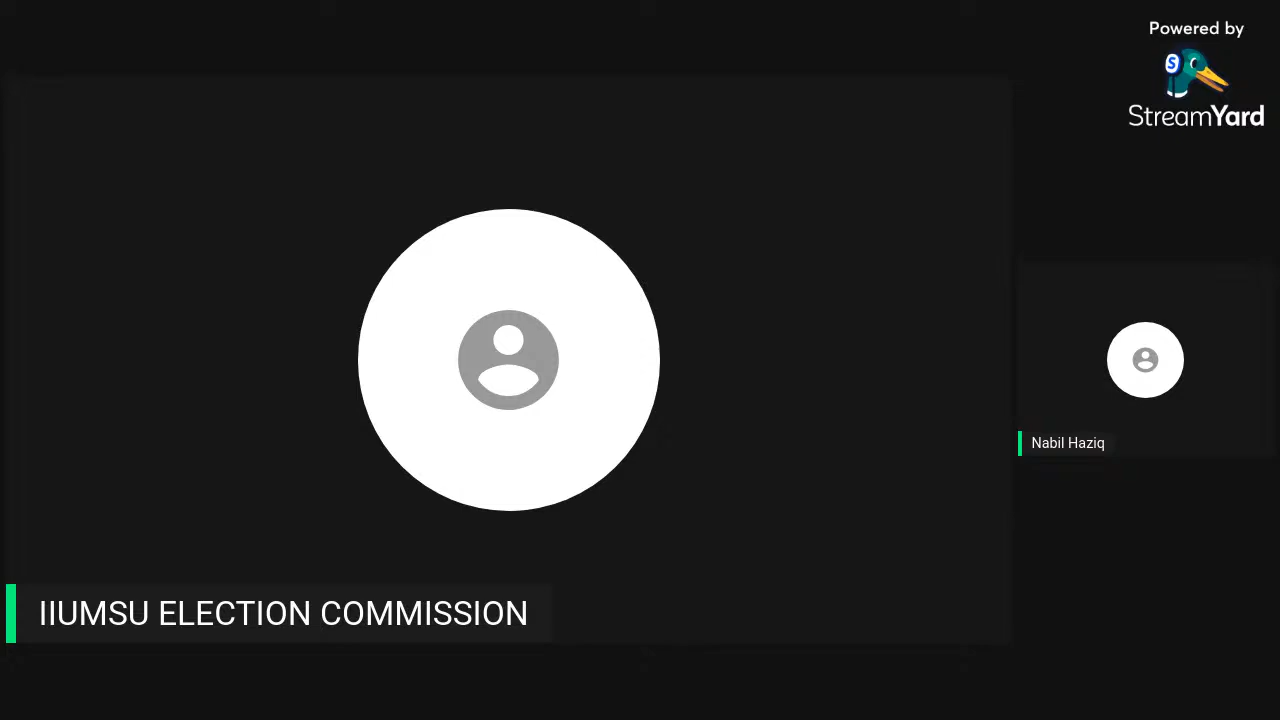 Powered by
S
StreamYard
Nabil Haziq
IIUMSU ELECTION COMMISSION